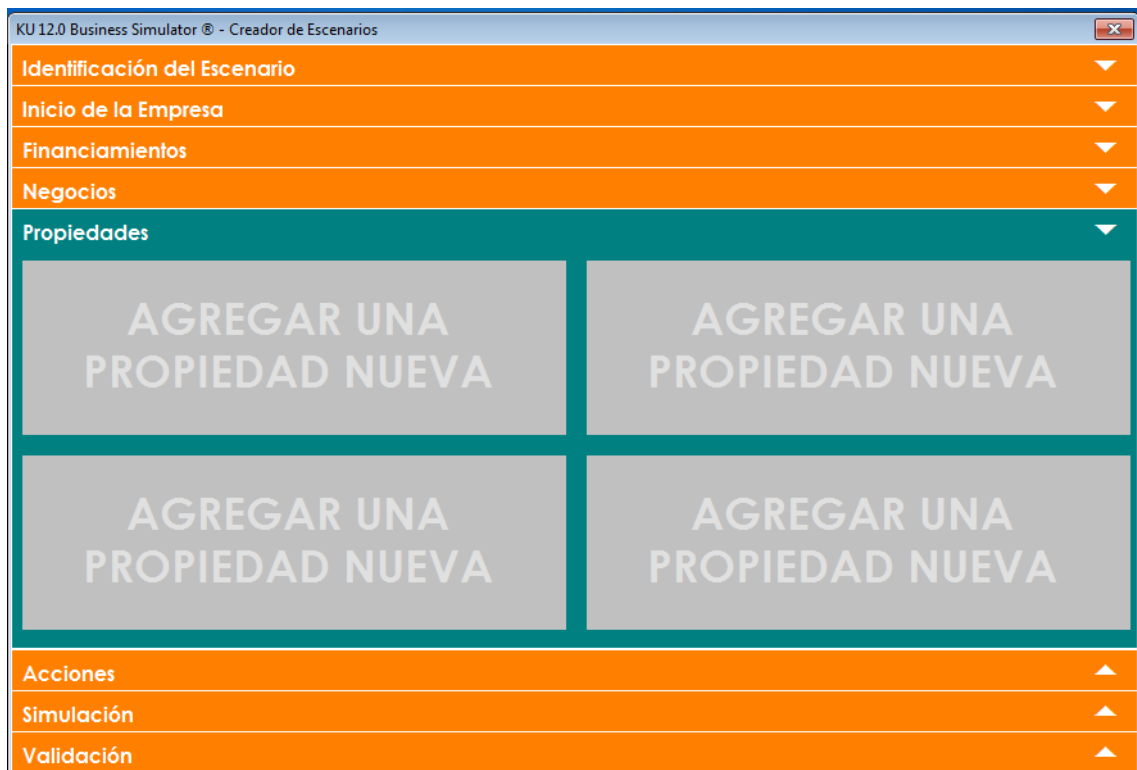 KU 12.0 Business Simulator ® - Creador de Escenarios
Identificación del Escenario
Inicio de la Empresa
Financiamientos
Negocios
Propiedades
AGREGAR UNA
PROPIEDAD NUEVA
AGREGAR UNA
PROPIEDAD NUEVA
AGREGAR UNA
PROPIEDAD NUEVA
AGREGAR UNA
PROPIEDAD NUEVA
Acciones
Simulación
Validación